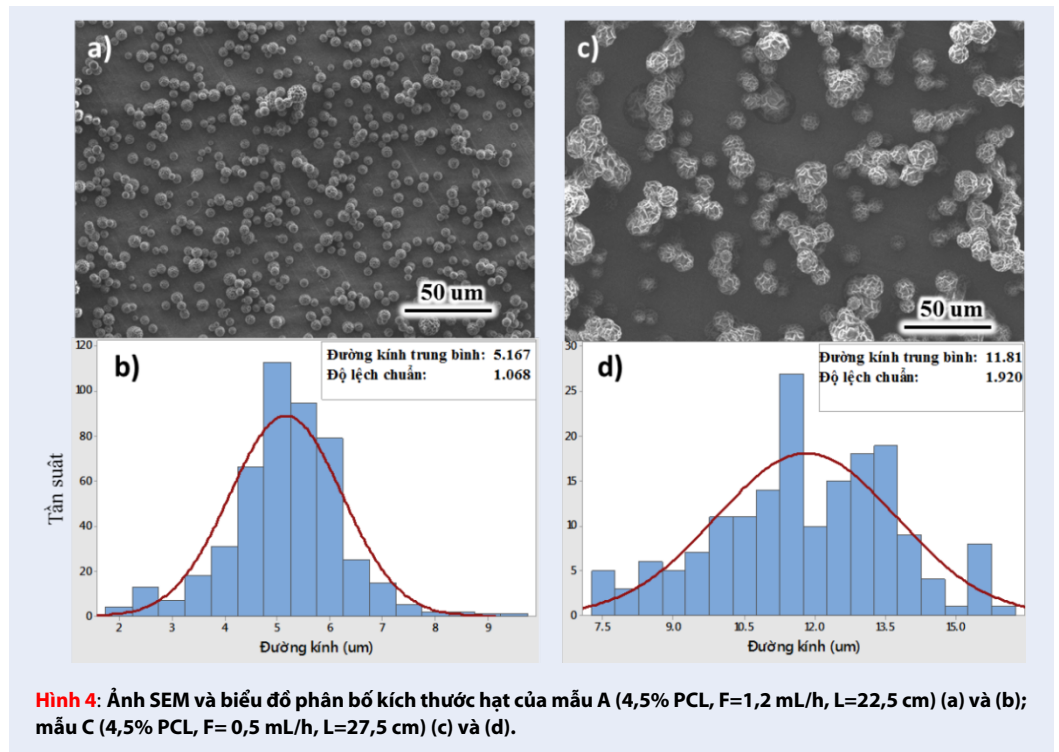 a)
50 um
c)
50 um
b)
Đường kính trung bình: 5.167
Độ lệch chuẩn: 1.068
120
100
80
60
40
20
0
Tần suất
2 3 4 5 6 7 8 9
Đường kính (um)
d)
Đường kính trung bình: 11.81
Độ lệch chuẩn: 1.920
30
25
20
15
10
5
0
7.5 9.0 10.5 12.0 13.5 15.0
Đường kính (um)
Hình 4: Ảnh SEM và biểu đồ phân bố kích thước hạt của mẫu A (4,5% PCL, F=1,2 mL/h, L=22,5 cm) (a) và (b);
mẫu C (4,5% PCL, F= 0,5 mL/h, L=27,5 cm) (c) và (d).